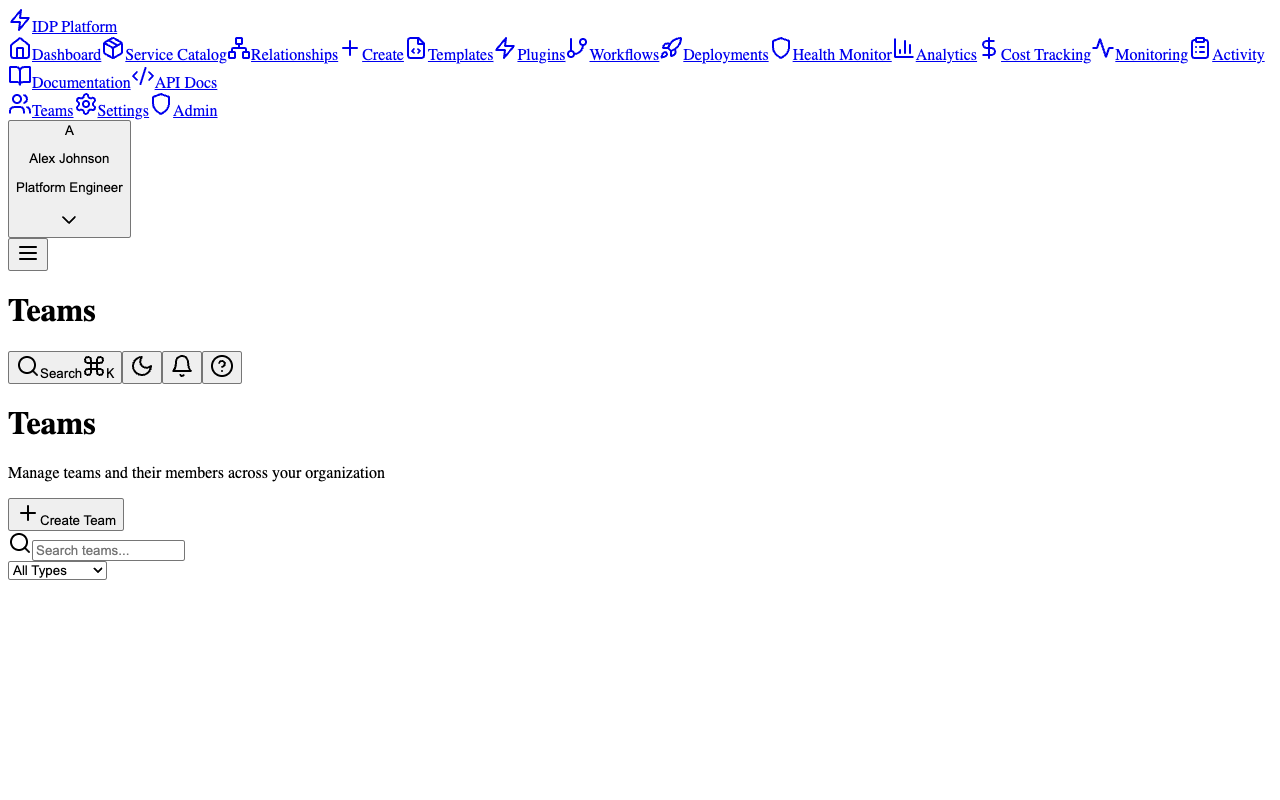 IDP Platform
Dashboard Service Catalog Relationships Create Templates Plugins Workflows Deployments Health Monitor Analytics Cost Tracking Monitoring Activity
Documentation API Docs
Teams Settings Admin
A
Alex Johnson
Platform Engineer
Teams
Search ⌘K
Teams
Manage teams and their members across your organization
Create Team
Search teams...
All Types